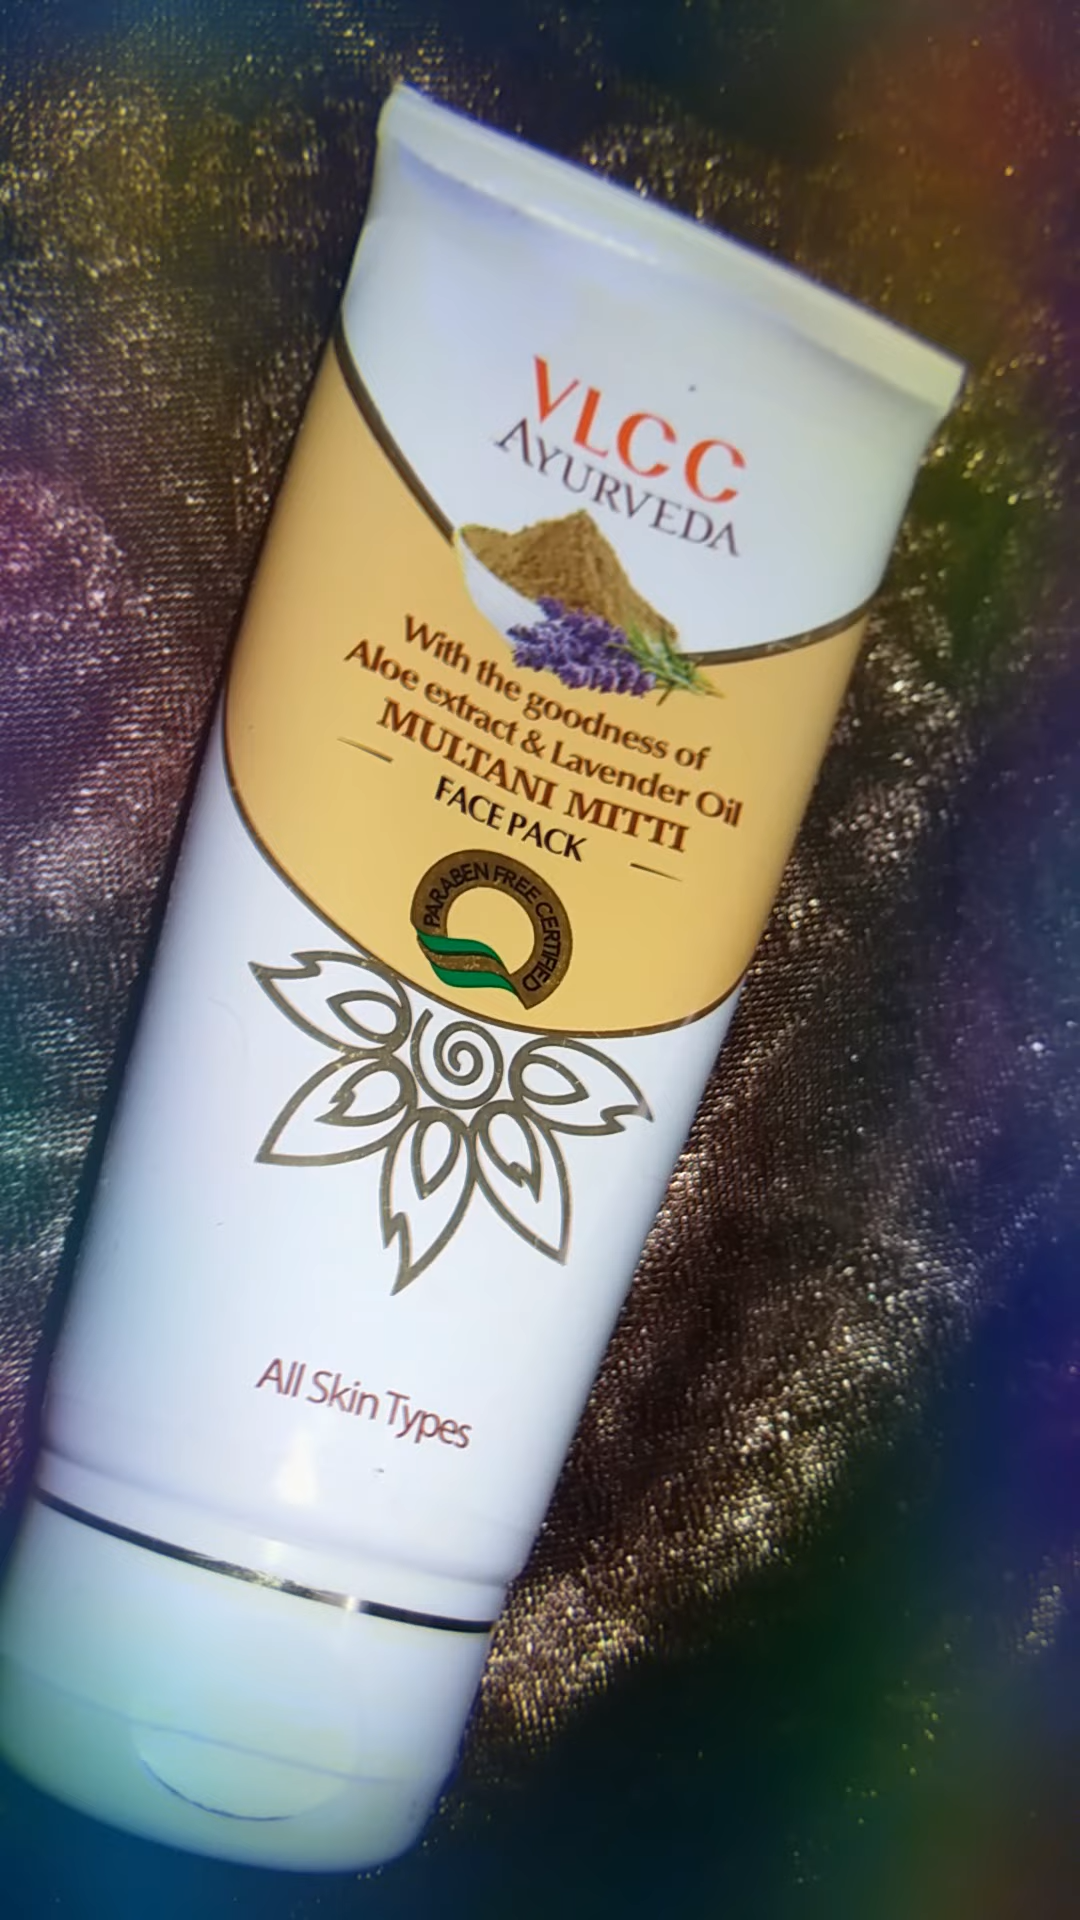 VLCC
AYURVEDA
With the goodness of
Aloe extract & Lavender Oil
MULTANI MITTI
FACE PACK
PARABEN FREE CERTIFIED
All Skin Types